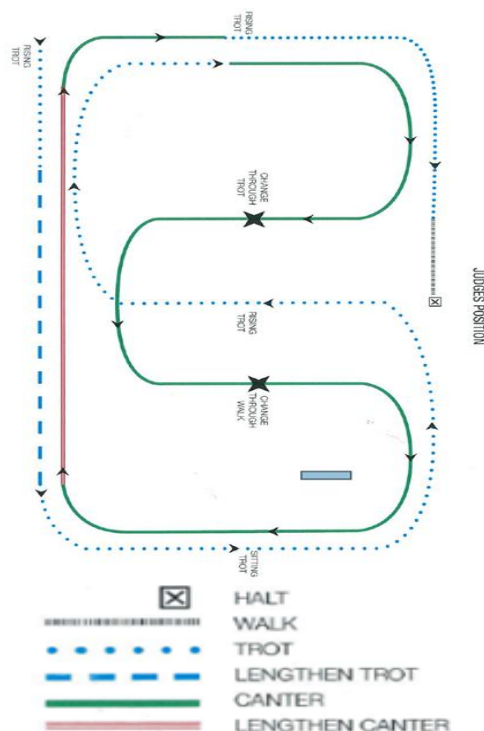 RISING
TROT
RISING
TROT
CHANGE
THROUGH
TROT
JUDGES POSITION
RISING
TROT
CHANGE
THROUGH
WALK
SITTING
TROT
HALT
WALK
TROT
LENGTHEN TROT
CANTER
LENGTHEN CANTER